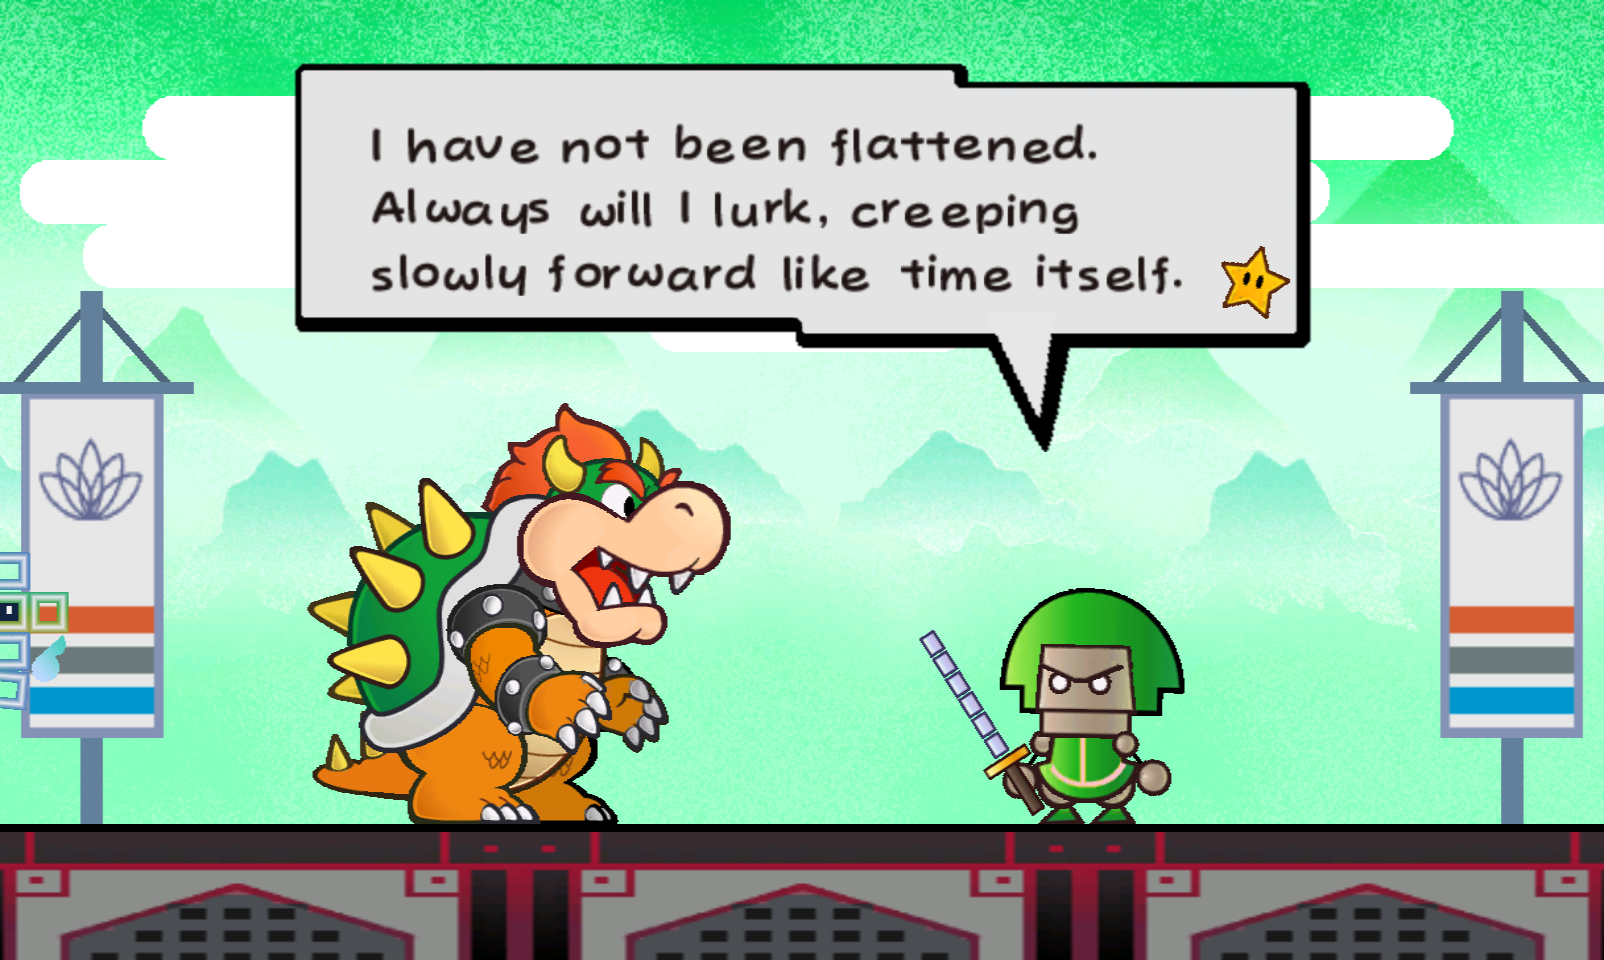 I have not been flattened.
Always will I lurk, creeping
slowly forward like time itself.